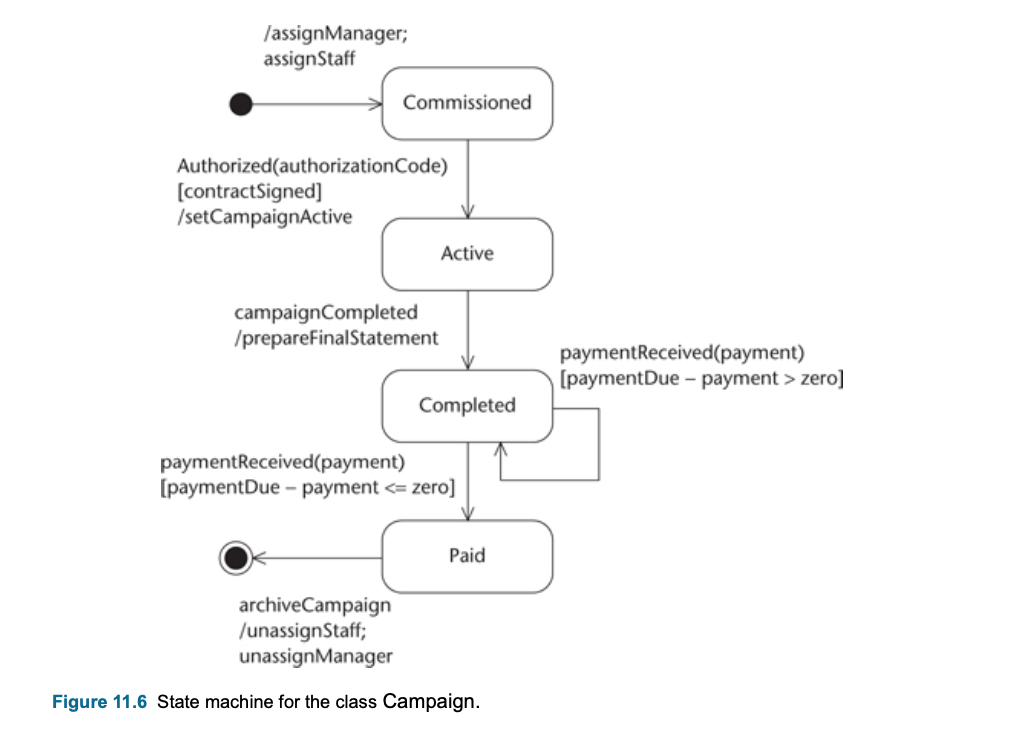 /assignManager;
assignStaff
Commissioned
Authorized(authorizationCode)
[contractSigned]
/setCampaignActive
Active
campaignCompleted
/prepareFinalStatement
paymentReceived(payment)
[paymentDue – payment > zero]
Completed
paymentReceived(payment)
[paymentDue – payment <= zero]
Paid
archiveCampaign
/unassignStaff;
unassignManager
Figure 11.6 State machine for the class Campaign.